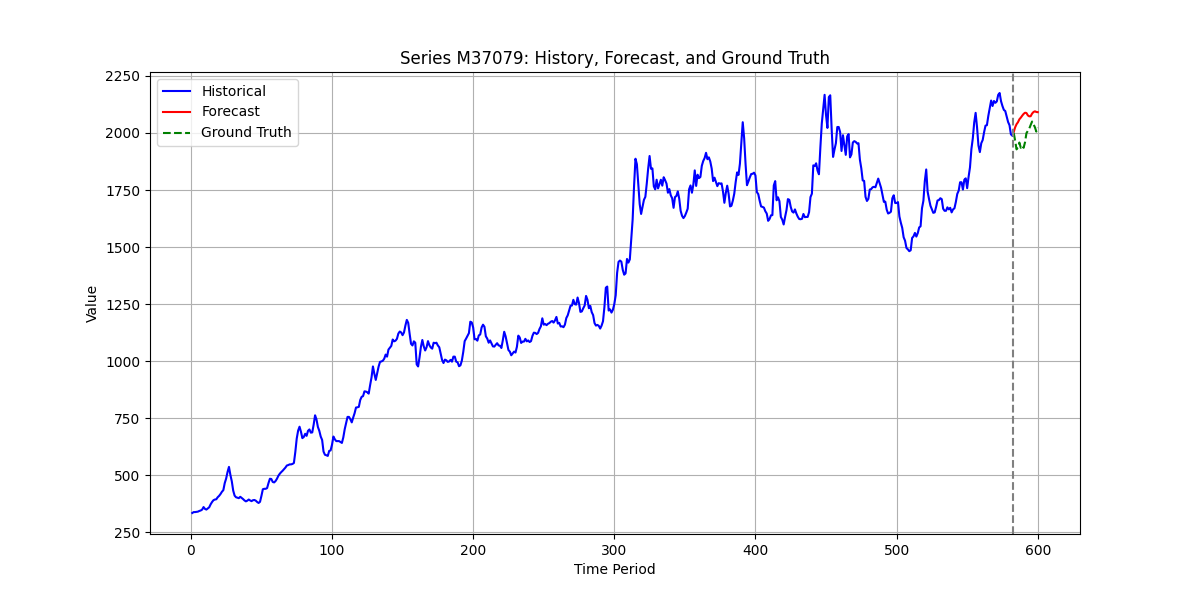 Series M37079: History, Forecast, and Ground Truth
Historical
Forecast
Ground Truth
2250
2000
1750
1500
1250
1000
750
500
250
Value
0 100 200 300 400 500 600
Time Period